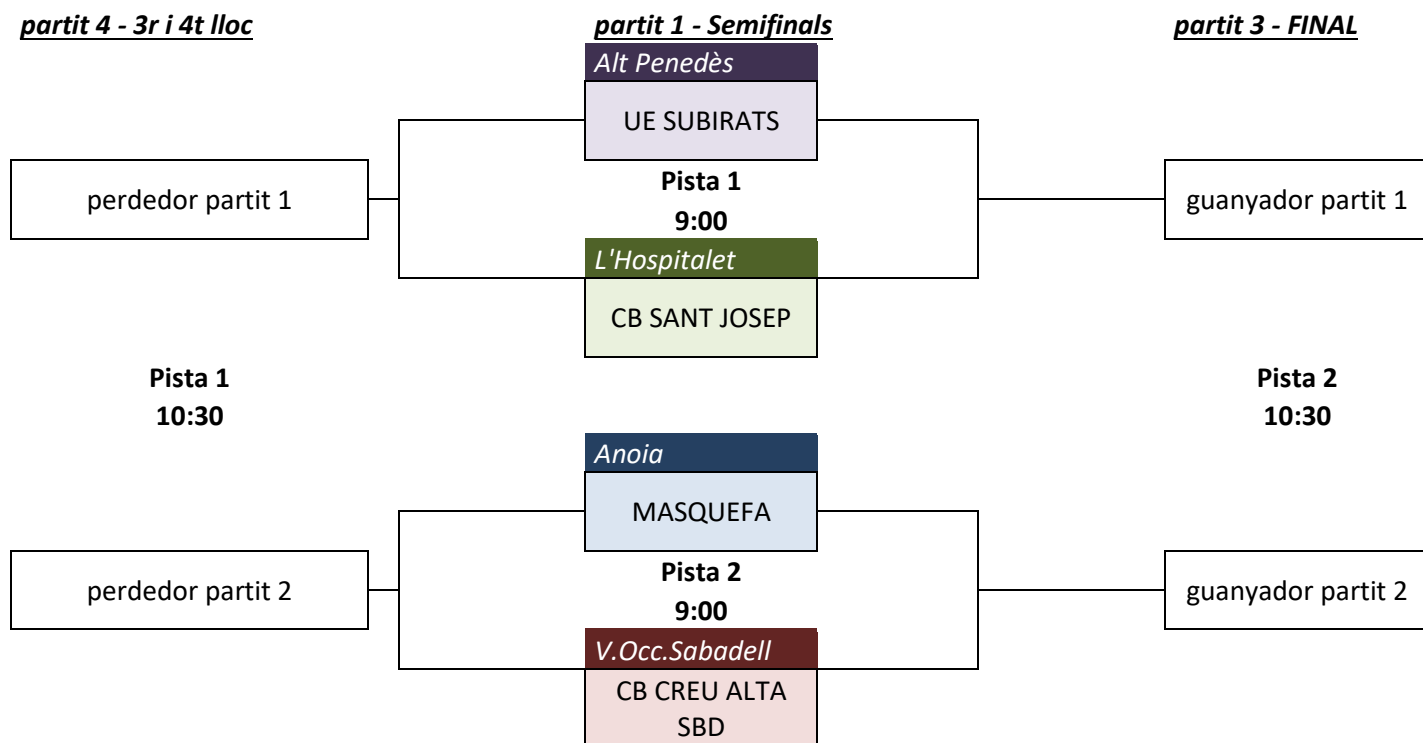 partit 4 - 3r i 4t lloc
partit 1 - Semifinals
partit 3 - FINAL
Alt Penedès
UE SUBIRATS
perdedor partit 1
Pista 1
9:00
guanyador partit 1
L'Hospitalet
CB SANT JOSEP
Pista 1
10:30
Pista 2
10:30
Anoia
MASQUEFA
perdedor partit 2
Pista 2
9:00
guanyador partit 2
V.Occ.Sabadell
CB CREU ALTA
SBD